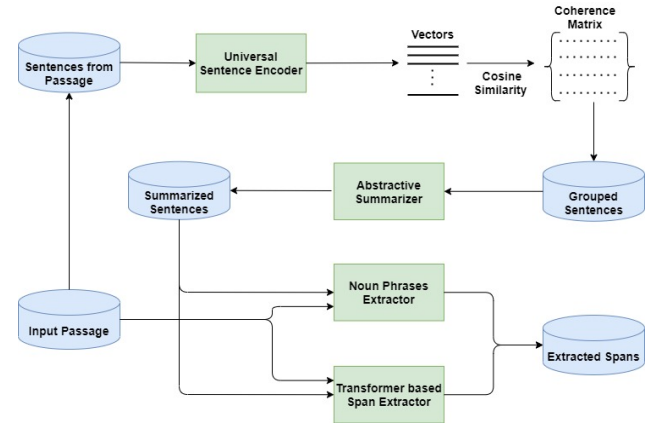 Sentences from
Passage
Universal
Sentence Encoder
Vectors
Cosine
Similarity
Coherence
Matrix
Summarized
Sentences
Abstractive
Summarizer
Grouped
Sentences
Input Passage
Noun Phrases
Extractor
Transformer based
Span Extractor
Extracted Spans